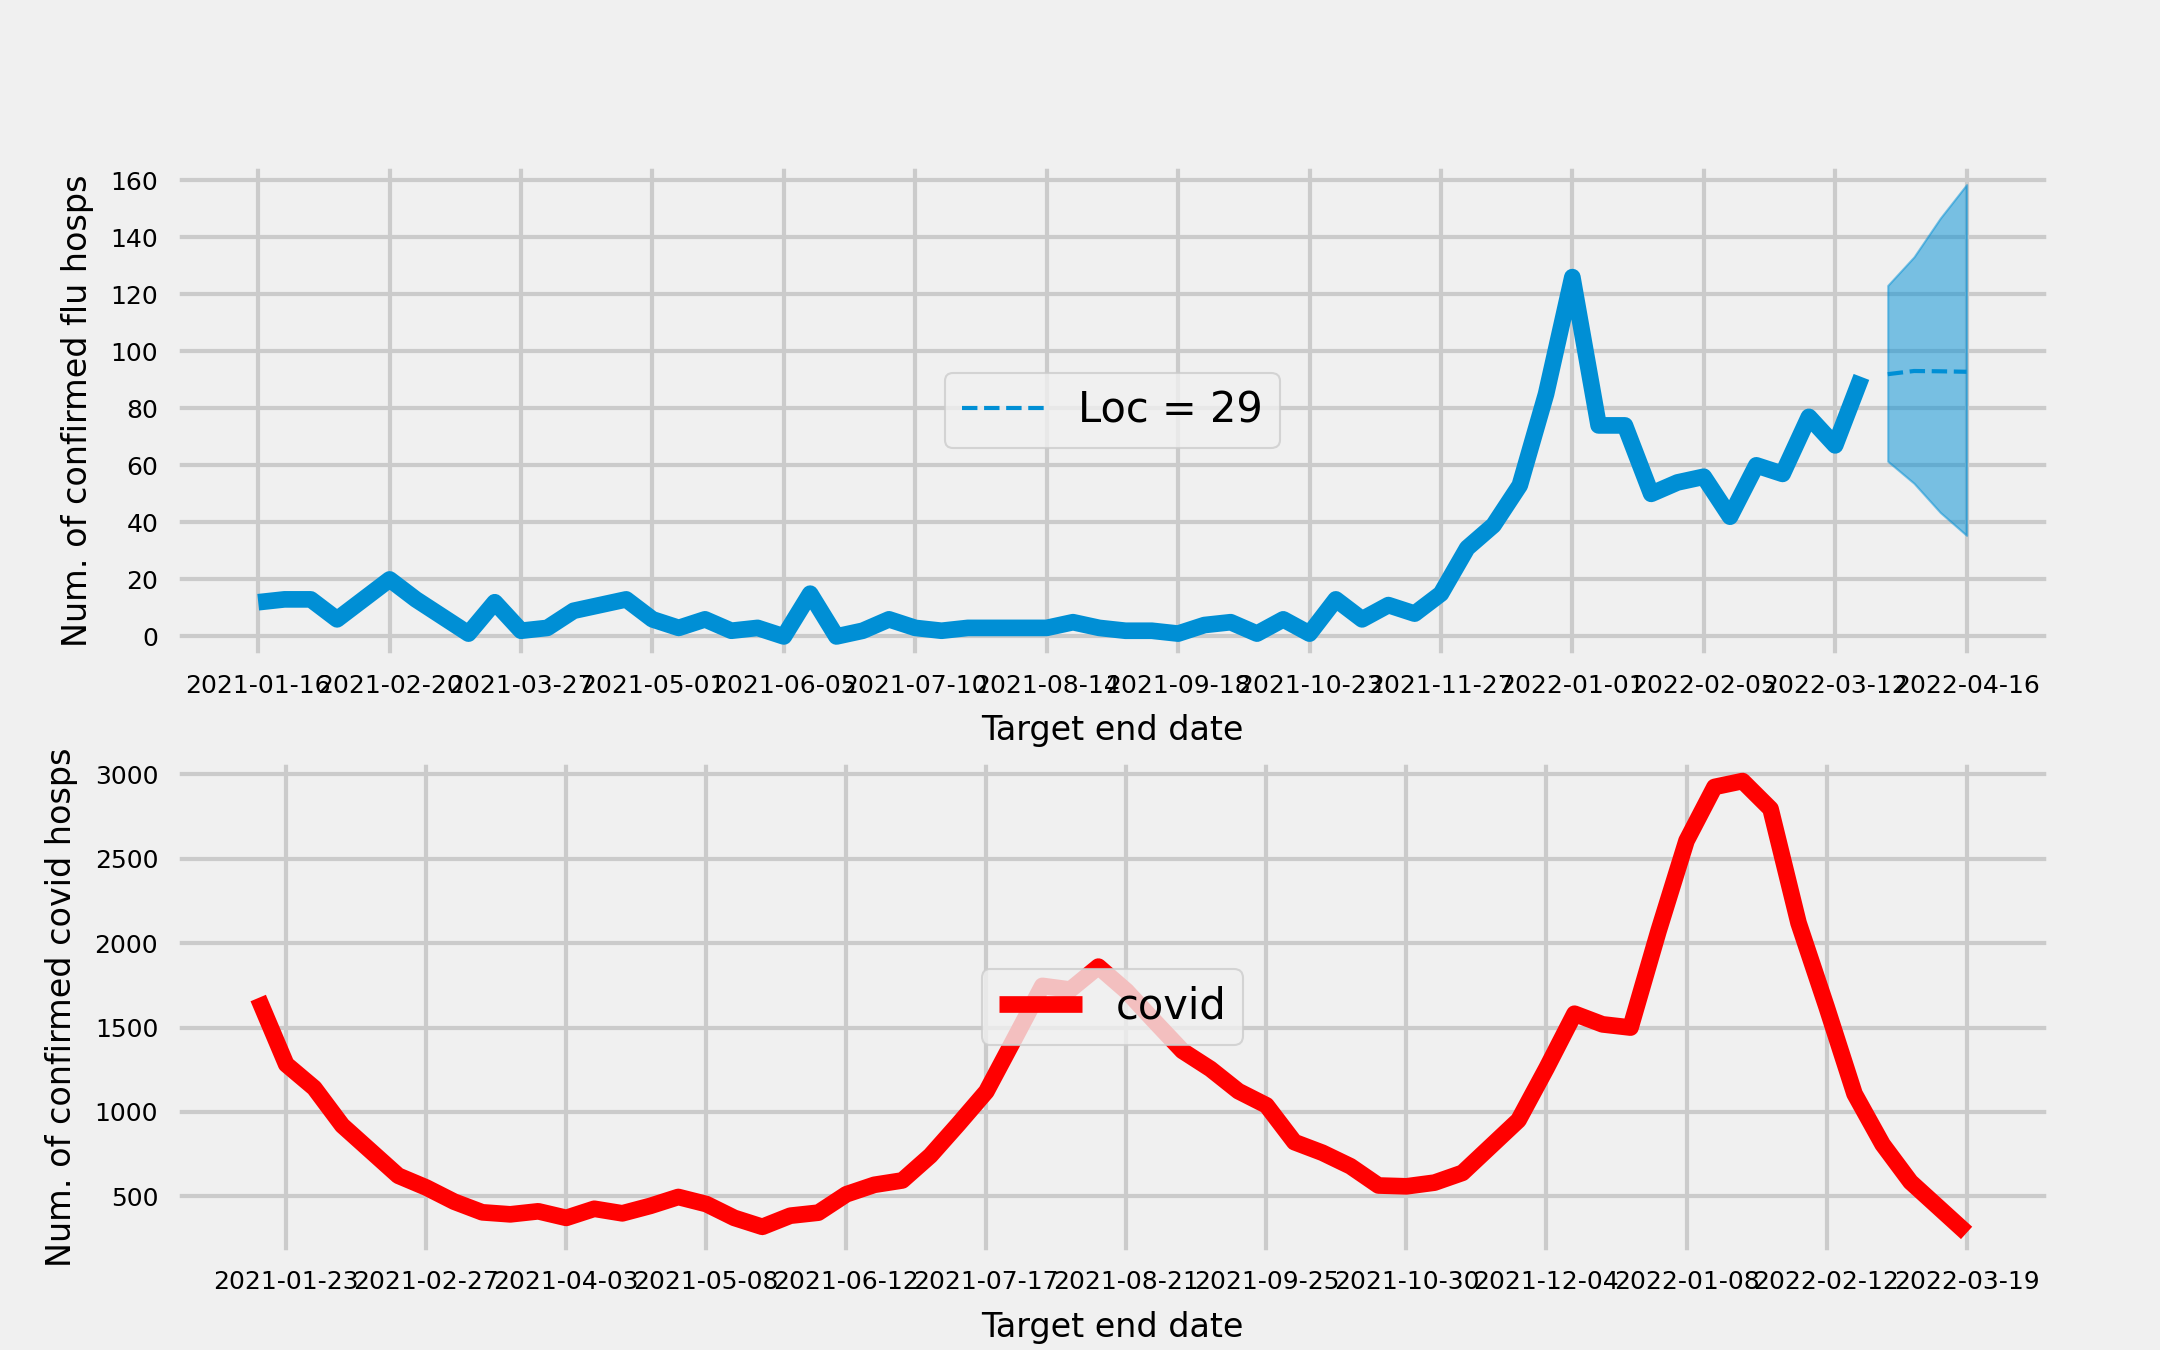 Num. of confirmed flu hosps
160
140
120
100
80
60
40
20
0
Loc = 29
2021-01-16 2021-02-20 2021-03-27 2021-05-01 2021-06-05 2021-07-10 2021-08-14 2021-09-18 2021-10-23 2021-11-27 2022-01-01 2022-02-05 2022-03-12 2022-04-16
Target end date
Num. of confirmed covid hosps
3000
2500
2000
1500
1000
500
covid
2021-01-23 2021-02-27 2021-04-03 2021-05-08 2021-06-12 2021-07-17 2021-08-21 2021-09-25 2021-10-30 2021-12-04 2022-01-08 2022-02-12 2022-03-19
Target end date